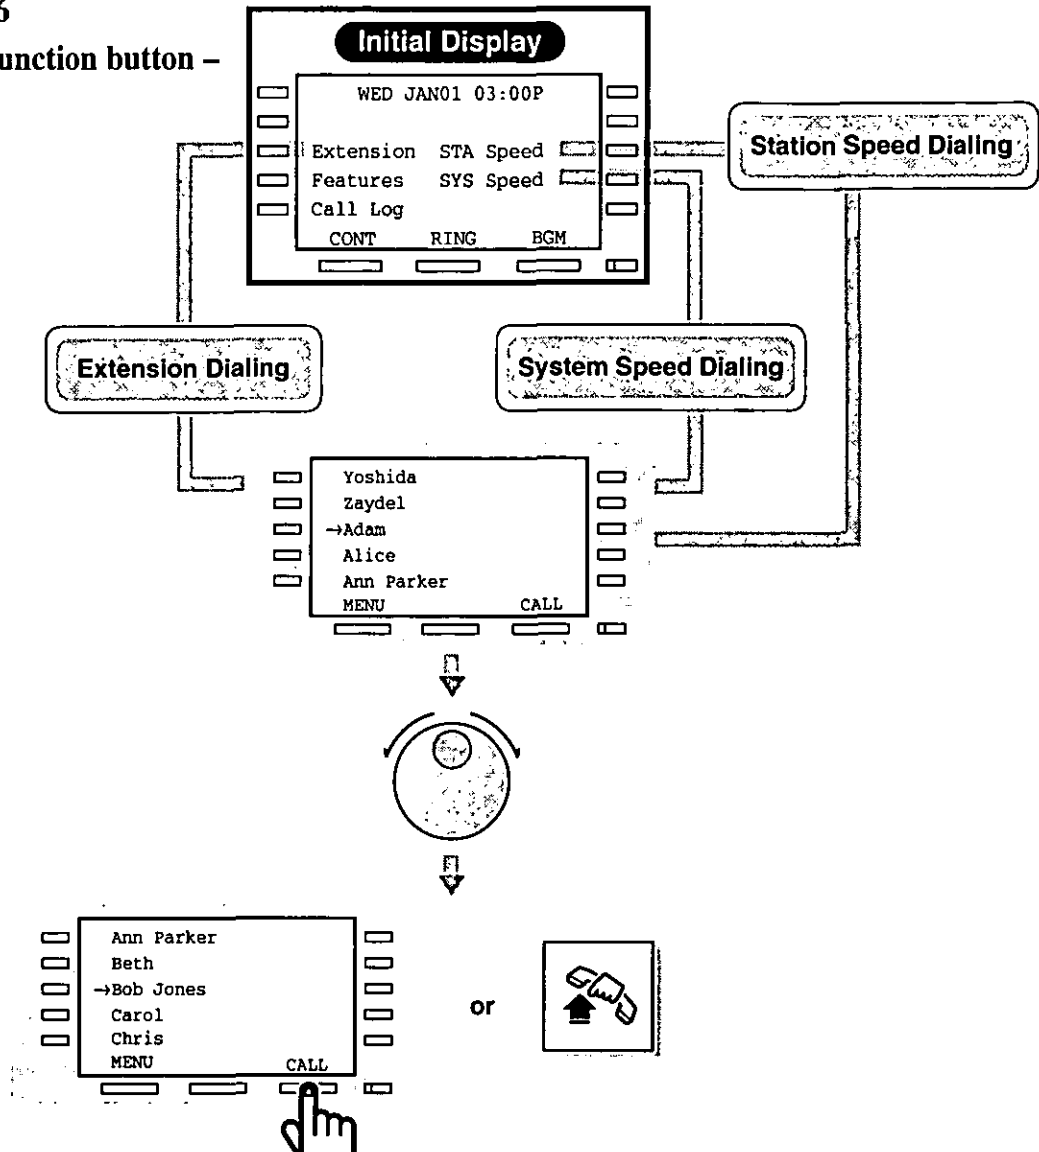 6
unction button –
Initial Display
WED JAN01 03:00P
Extension STA Speed
Features SYS Speed
Call Log
CONT RING BGM
Station Speed Dialing
Extension Dialing
System Speed Dialing
Yoshida
Zaydel
→Adam
Alice
Ann Parker
MENU CALL
Ann Parker
Beth
→Bob Jones
Carol
Chris
MENU CALL
or